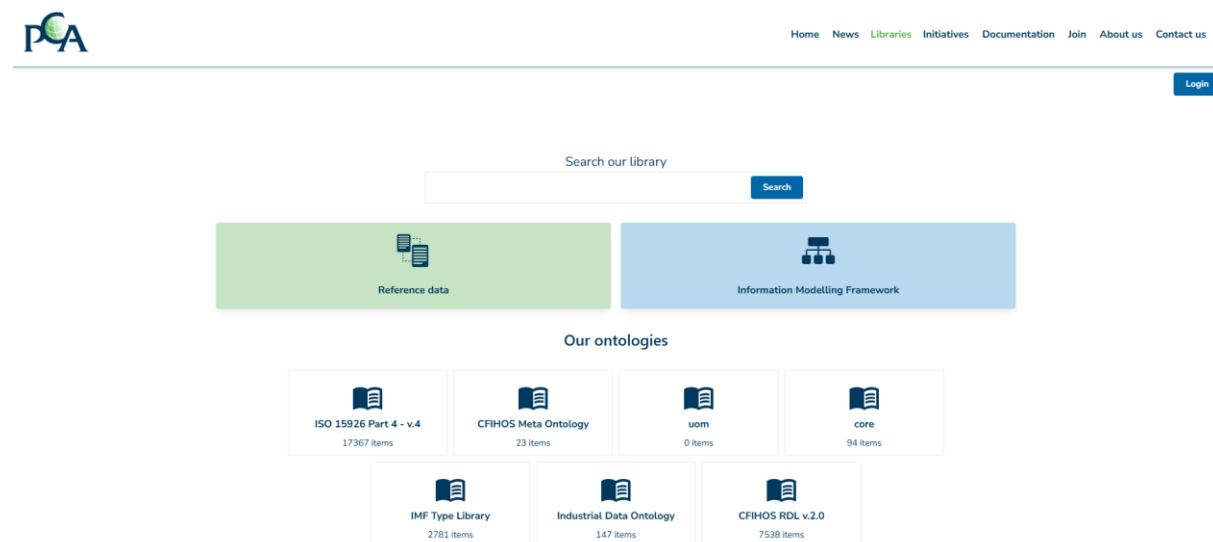 PCA
Home News Libraries Initiatives Documentation Join About us Contact us
Login
Search our library
Search
Reference data
Information Modelling Framework
Our ontologies
ISO 15926 Part 4 - v.4
17367 items
CFIHOS Meta Ontology
23 items
uom
0 items
core
94 items
IMF Type Library
2781 items
Industrial Data Ontology
147 items
CFIHOS RDL v.2.0
7538 items